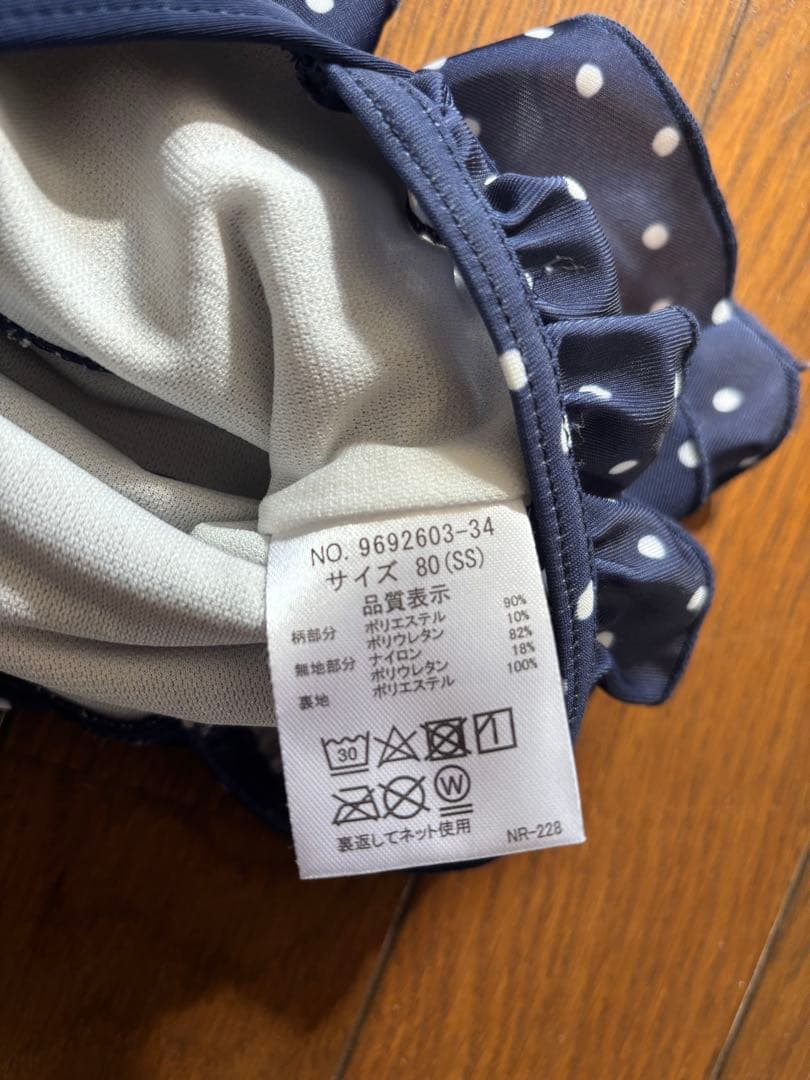 NO. 9692603-34
サイズ 80(SS)
品質表示
柄部分 ポリエステル 90%
ポリウレタン 10%
無地部分 ナイロン 82%
ポリウレタン 18%
裏地 ポリエステル 100%
30
W
裏返してネット使用
NR-228